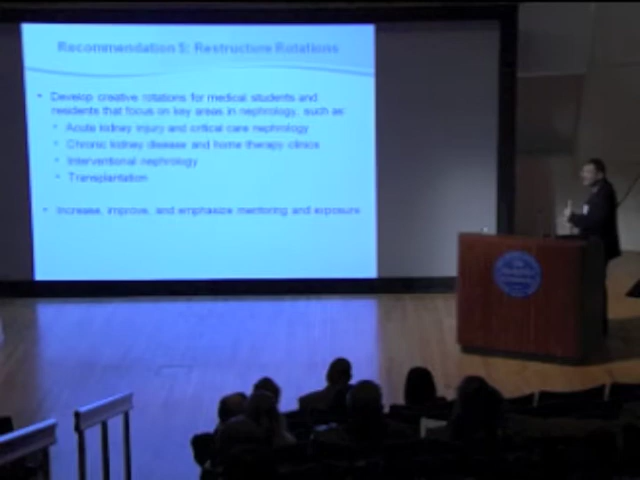 Recommendation 5: Restructure Rotations
• Develop creative rotations for medical students and
residents that focus on key areas in nephrology, such as:
• Acute kidney injury and critical care nephrology
• Chronic kidney disease and home therapy clinics
• Interventional nephrology
• Transplantation
• Increase, improve, and emphasize mentoring and exposure